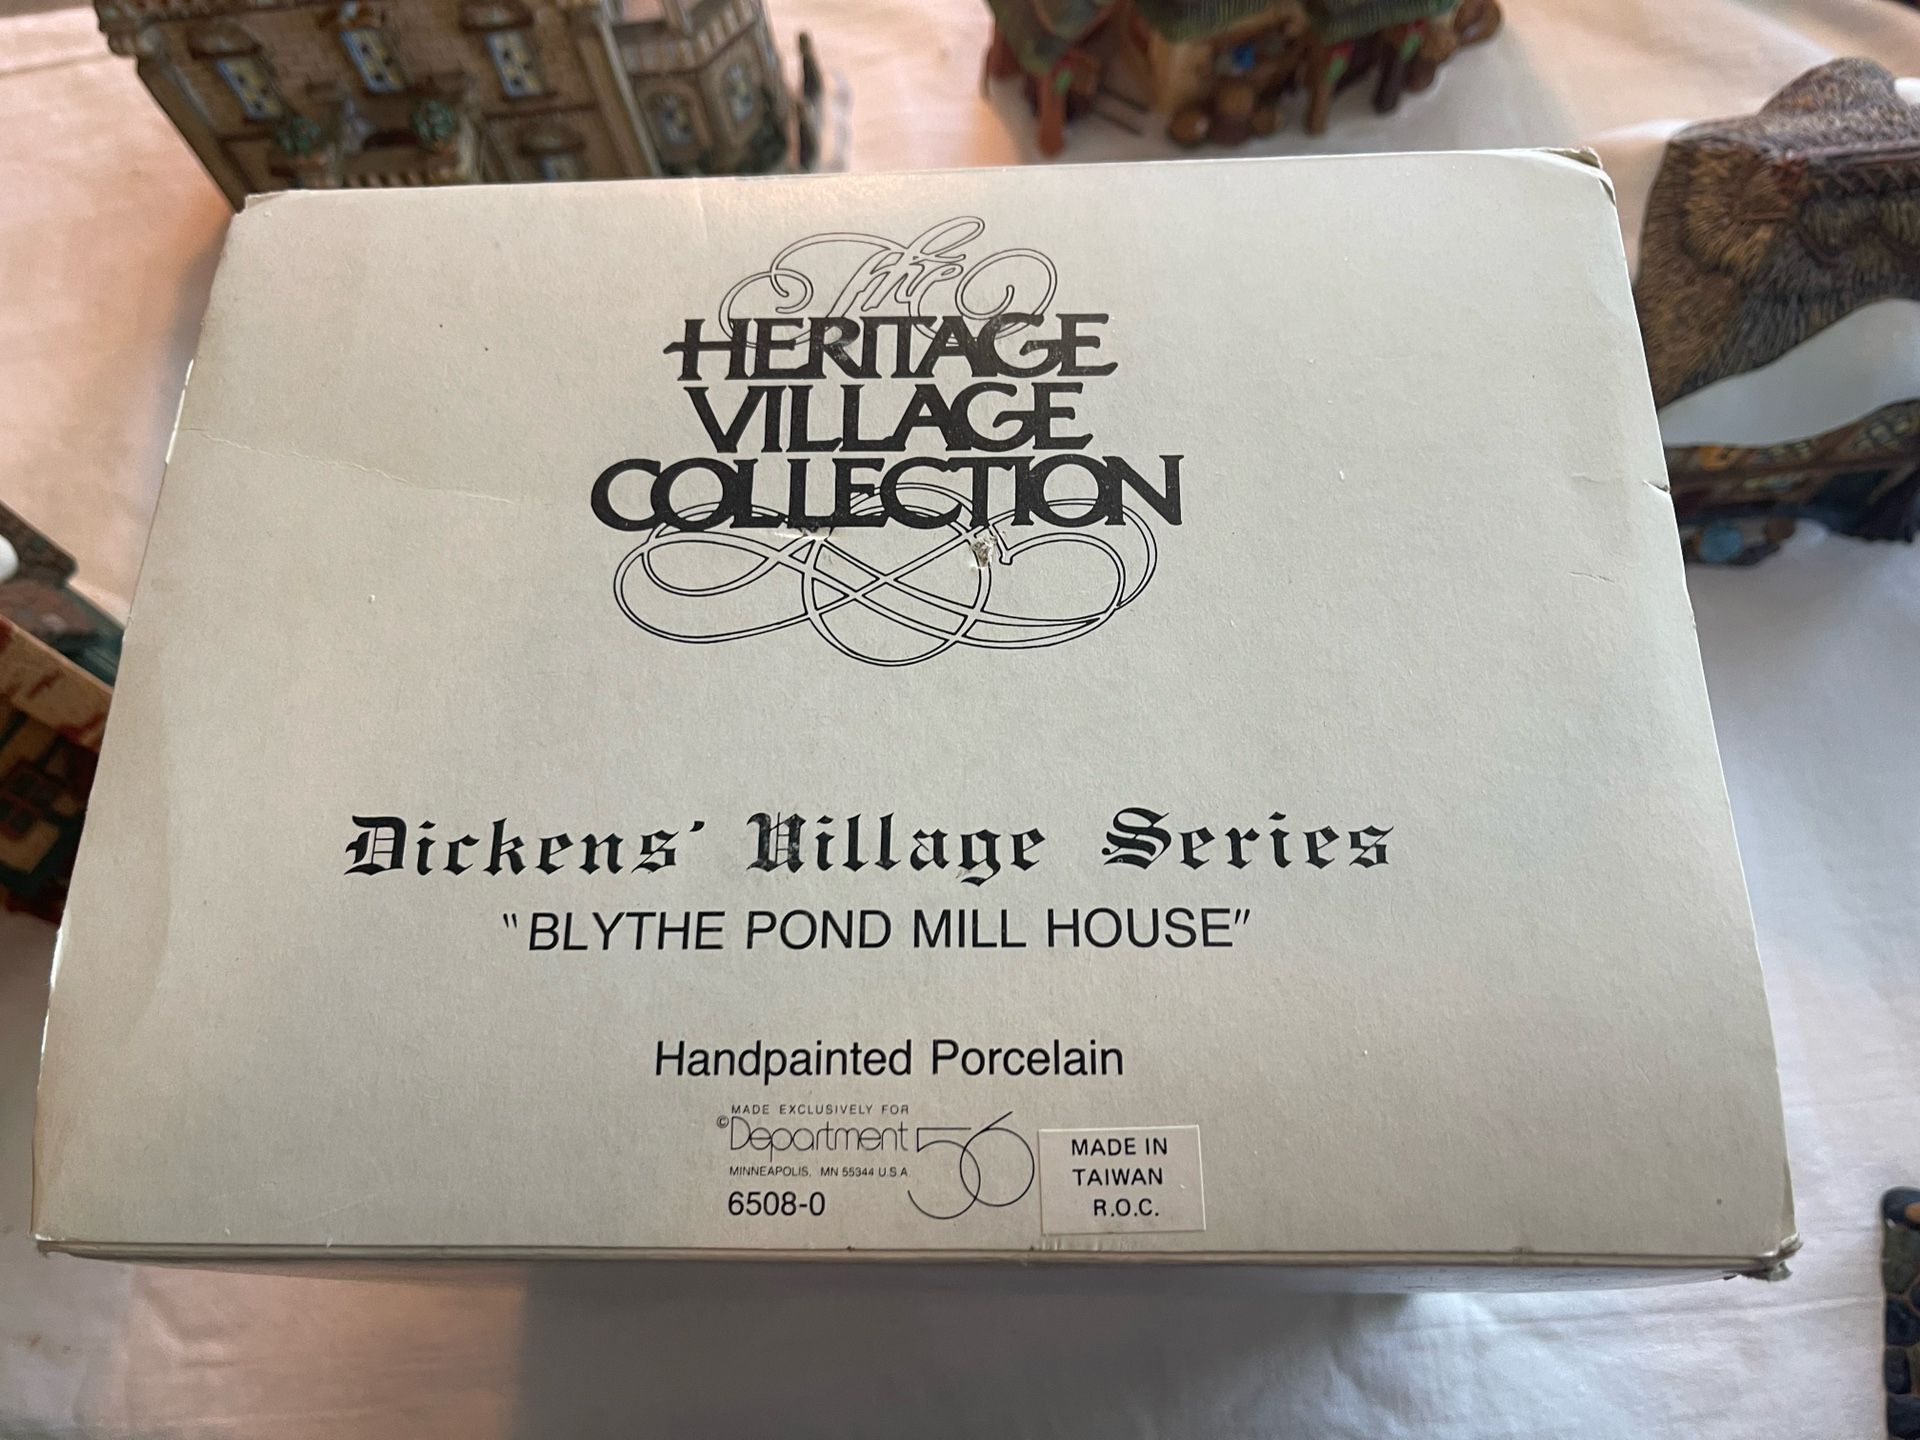 The
HERITAGE
VILLAGE
COLLECTION
Dickens' Village Series
"BLYTHE POND MILL HOUSE"
Handpainted Porcelain
MADE EXCLUSIVELY FOR
©Department 56
MINNEAPOLIS, MN 55344 U.S.A.
6508-0
MADE IN
TAIWAN
R.O.C.